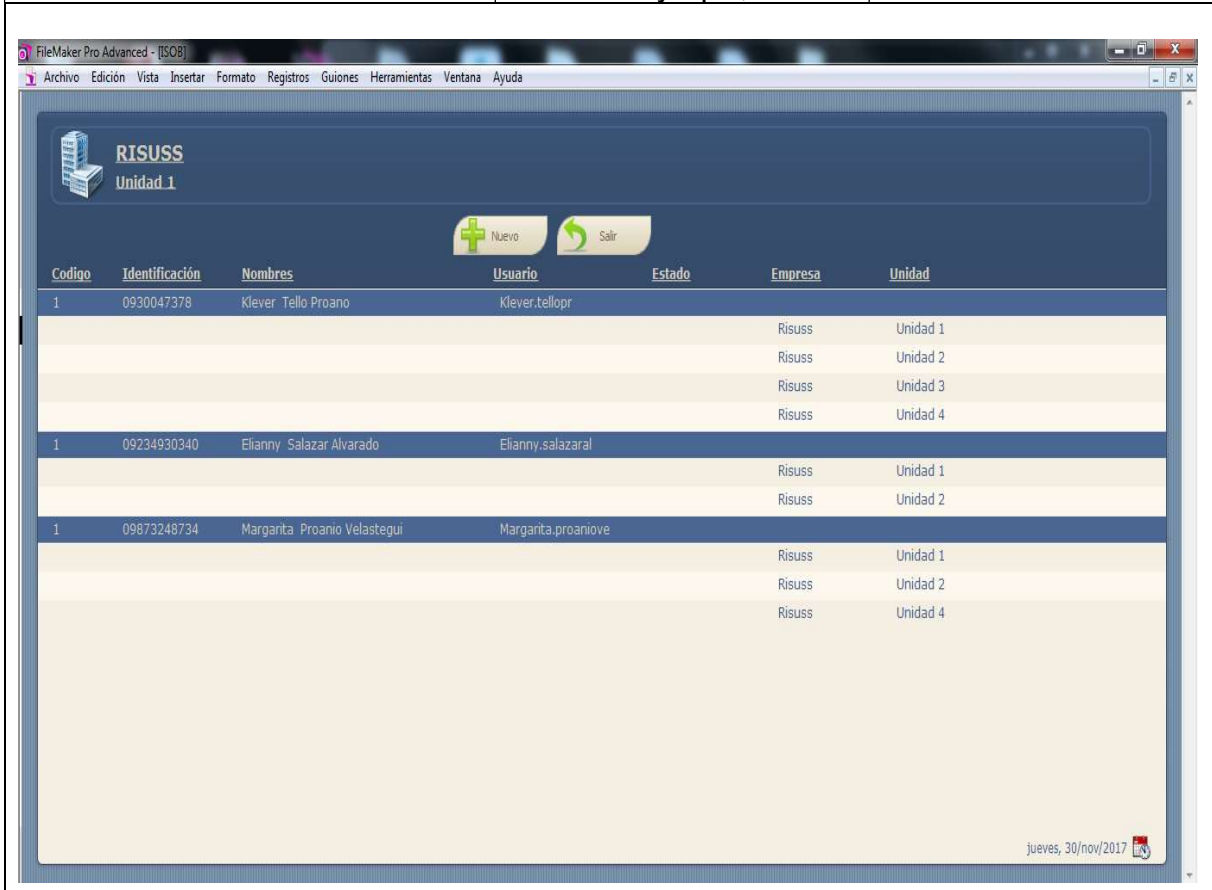 FileMaker Pro Advanced - [ISOB]
Archivo Edición Vista Insertar Formato Registros Guiones Herramientas Ventana Ayuda
RISUSS
Unidad 1
Nuevo Salir
Codigo Identificación Nombres Usuario Estado Empresa Unidad
1 0930047378 Klever Tello Proano Klever.tellopr
Risuss Unidad 1
Risuss Unidad 2
Risuss Unidad 3
Risuss Unidad 4
1 09234930340 Elianny Salazar Alvarado Elianny.salazaral
Risuss Unidad 1
Risuss Unidad 2
1 09873248734 Margarita Proanio Velastegui Margarita.proaniove
Risuss Unidad 1
Risuss Unidad 2
Risuss Unidad 4
jueves, 30/nov/2017